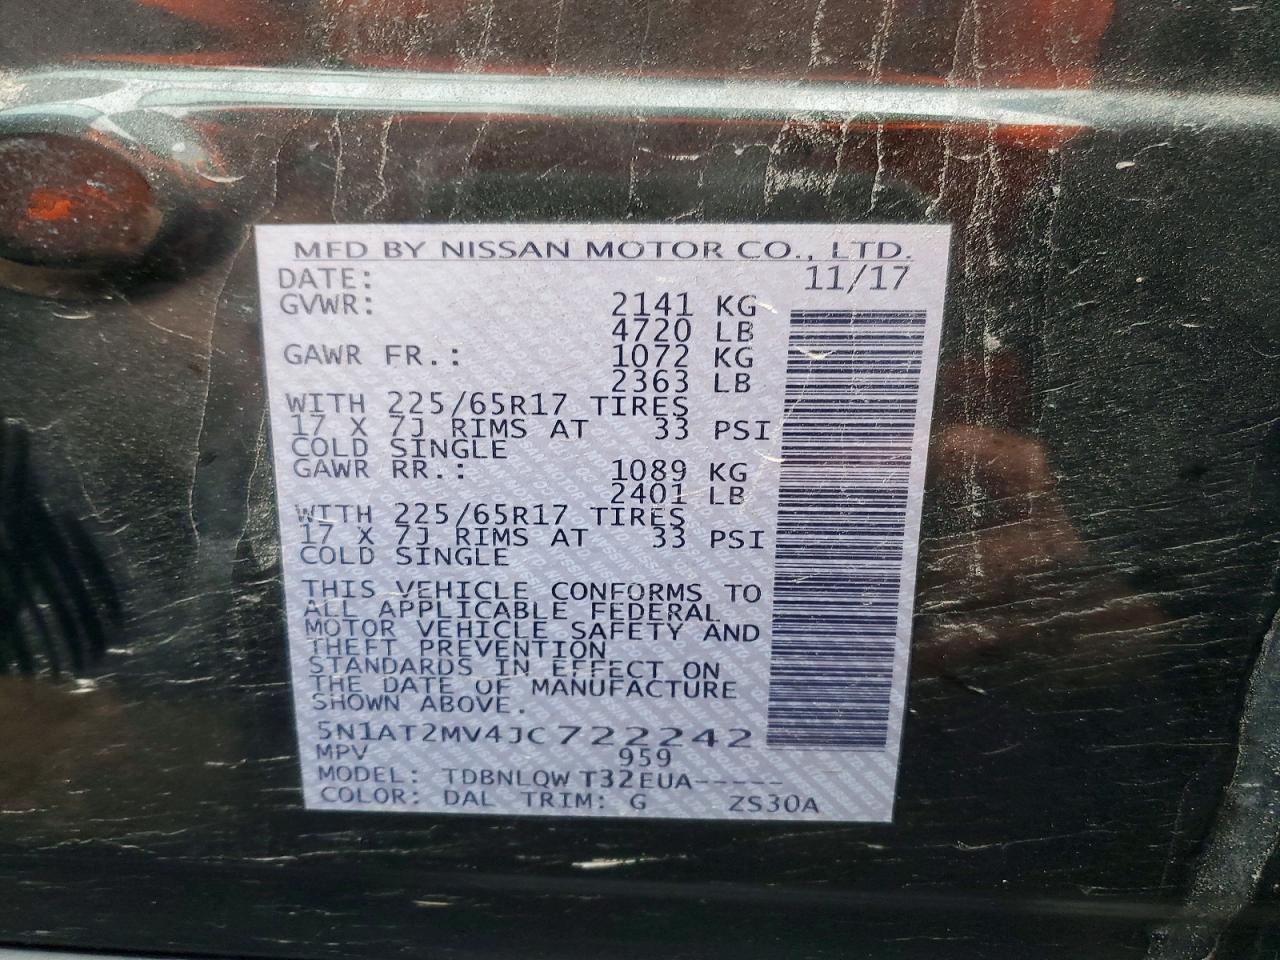 MFD BY NISSAN MOTOR CO., LTD.
DATE: 11/17
GVWR: 2141 KG
4720 LB
GAWR FR.: 1072 KG
2363 LB
WITH 225/65R17 TIRES
17 X 7J RIMS AT 33 PSI
COLD SINGLE
GAWR RR.: 1089 KG
2401 LB
WITH 225/65R17 TIRES
17 X 7J RIMS AT 33 PSI
COLD SINGLE
THIS VEHICLE CONFORMS TO
ALL APPLICABLE FEDERAL
MOTOR VEHICLE SAFETY AND
THEFT PREVENTION
STANDARDS IN EFFECT ON
THE DATE OF MANUFACTURE
SHOWN ABOVE.
5N1AT2MV4JC722242
MPV 959
MODEL: TDBNLQW T32EUA-----
COLOR: DAL TRIM: G ZS30A